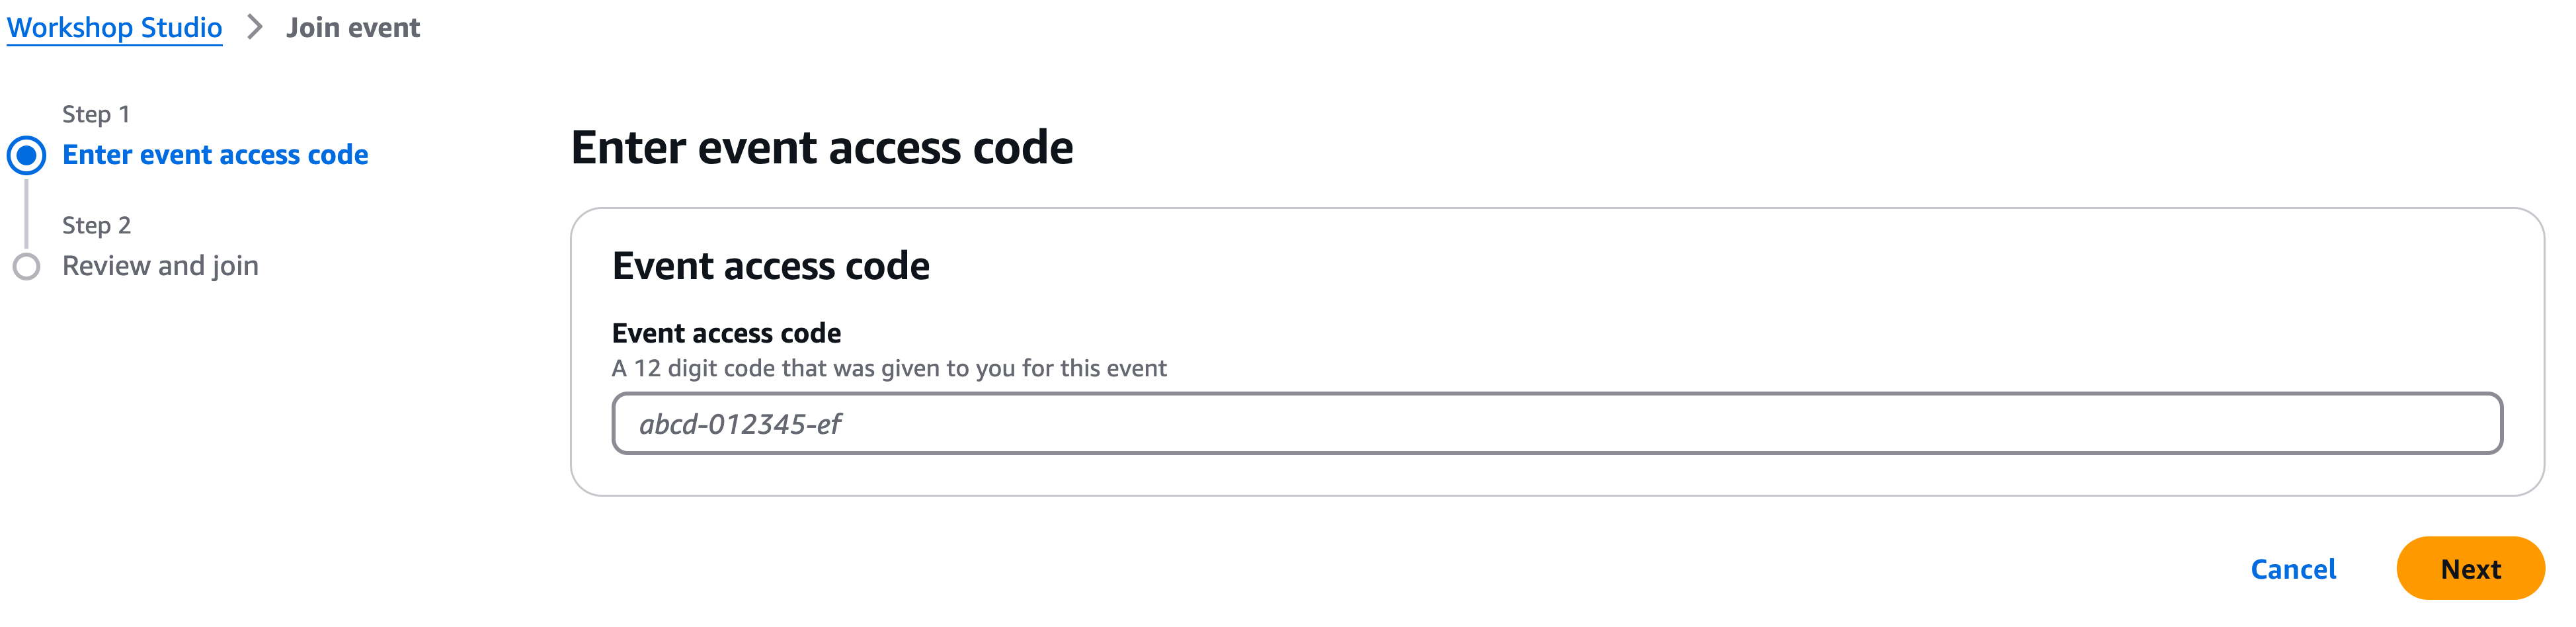 Workshop Studio > Join event
Step 1
Enter event access code
Step 2
Review and join
Enter event access code
Event access code
Event access code
A 12 digit code that was given to you for this event
abcd-012345-ef
Cancel
Next